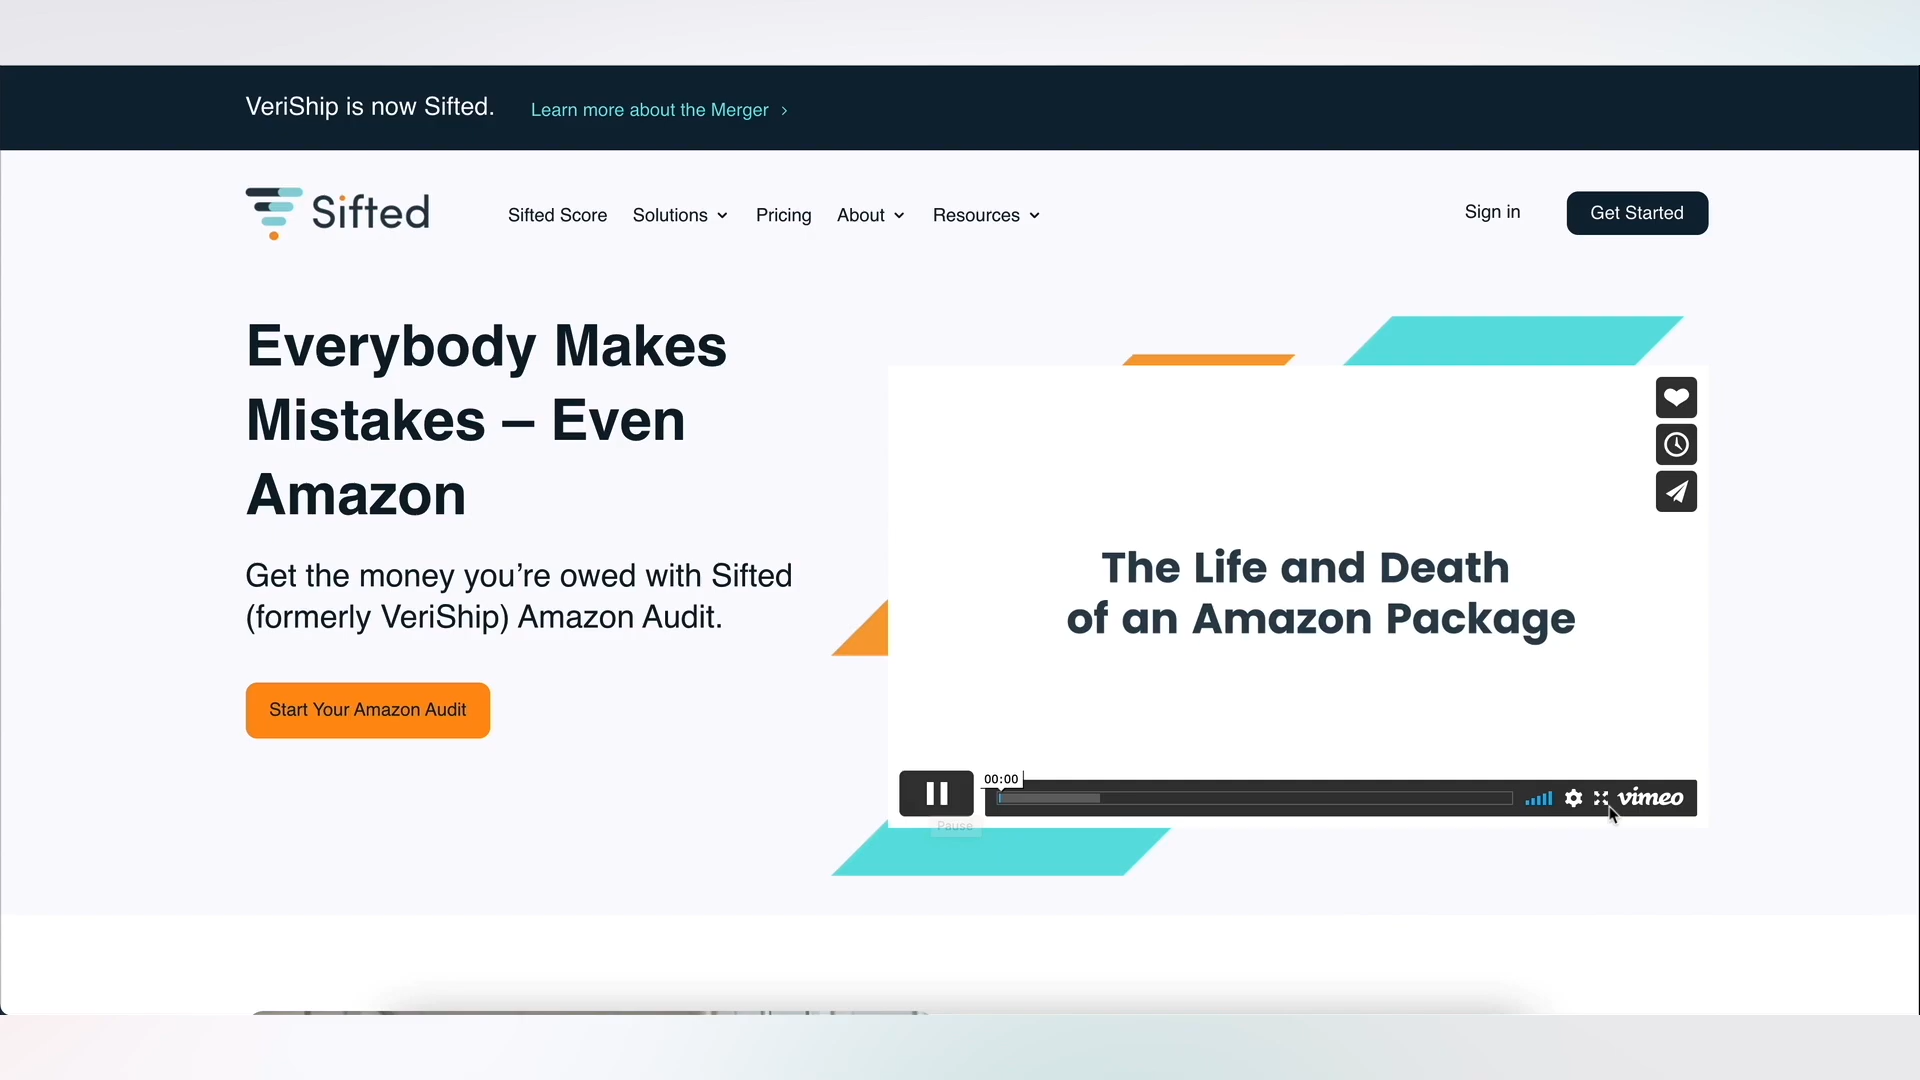 VeriShip is now Sifted.
Learn more about the Merger
Sifted
Sifted Score
Solutions
Pricing
About
Resources
Sign in
Get Started
Everybody Makes
Mistakes – Even
Amazon
Get the money you’re owed with Sifted
(formerly VeriShip) Amazon Audit.
Start Your Amazon Audit
The Life and Death
of an Amazon Package
00:00
vimeo
Pause